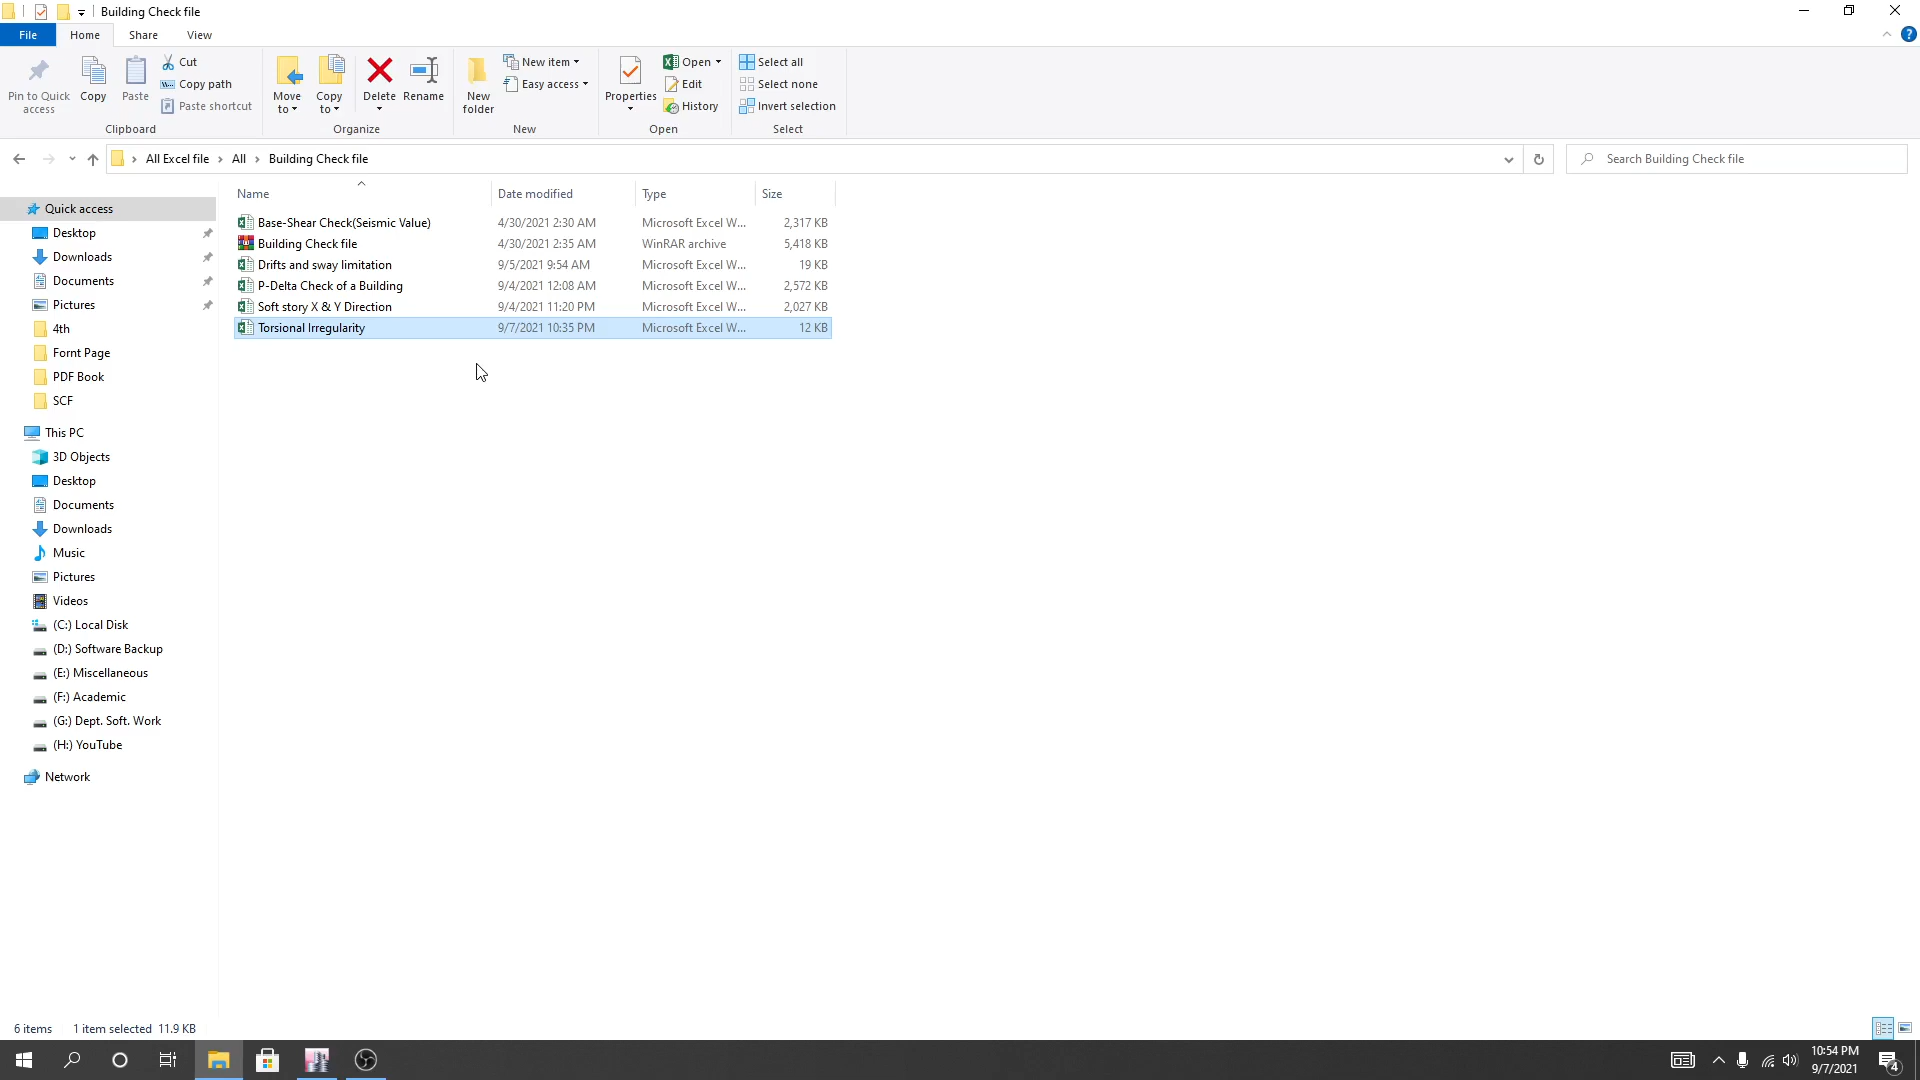 Building Check file
File Home Share View
Pin to Quick access
Copy
Paste
Cut
Copy path
Paste shortcut
Clipboard
Move to
Copy to
Delete
Rename
Organize
New folder
New item
Easy access
New
Properties
Open
Edit
History
Open
Select all
Select none
Invert selection
Select
All Excel file › All › Building Check file
Search Building Check file
Name Date modified Type Size
Base-Shear Check(Seismic Value) 4/30/2021 2:30 AM Microsoft Excel W... 2,317 KB
Building Check file 4/30/2021 2:35 AM WinRAR archive 5,418 KB
Drifts and sway limitation 9/5/2021 9:54 AM Microsoft Excel W... 19 KB
P-Delta Check of a Building 9/4/2021 12:08 AM Microsoft Excel W... 2,572 KB
Soft story X & Y Direction 9/4/2021 11:20 PM Microsoft Excel W... 2,027 KB
Torsional Irregularity 9/7/2021 10:35 PM Microsoft Excel W... 12 KB
Quick access
Desktop
Downloads
Documents
Pictures
4th
Fornt Page
PDF Book
SCF
This PC
3D Objects
Desktop
Documents
Downloads
Music
Pictures
Videos
(C:) Local Disk
(D:) Software Backup
(E:) Miscellaneous
(F:) Academic
(G:) Dept. Soft. Work
(H:) YouTube
Network
6 items 1 item selected 11.9 KB
10:54 PM
9/7/2021
4